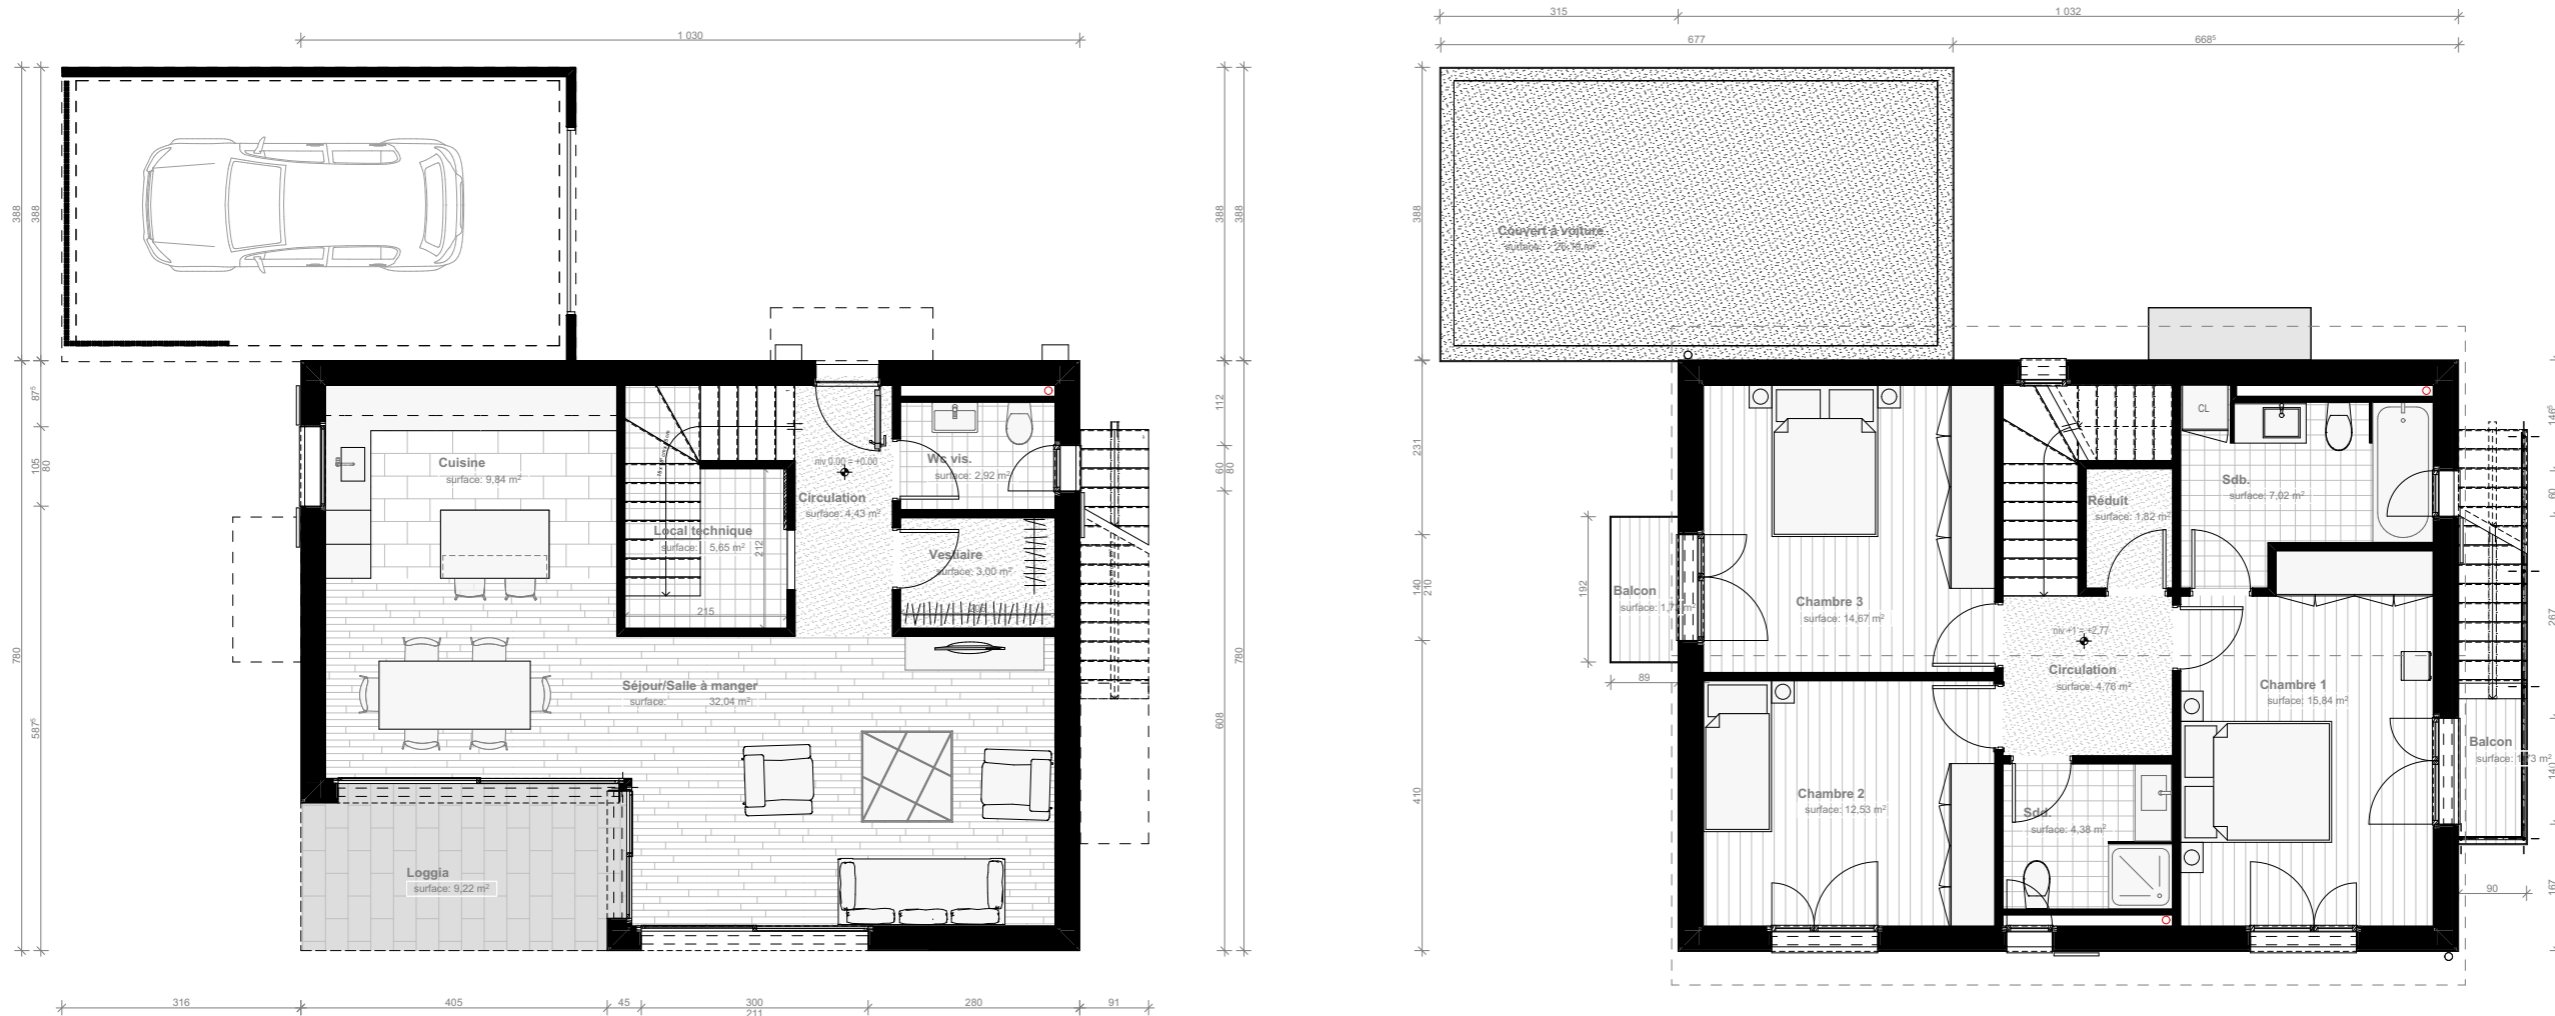 1 030
388
388
87⁵
105
80
780
587⁵
316
405
45
300
211
280
91
388
388
112
60
80
780
608
Cuisine
surface: 9,84 m²
Local technique
surface: 5,65 m²
212
215
niv 0.00 = +0.00
Circulation
surface: 4,43 m²
Wc vis.
surface: 2,92 m²
Vestiaire
surface: 3,00 m²
Séjour/Salle à manger
surface: 32,04 m²
Loggia
surface: 9,22 m²
315
1 032
677
668⁵
388
231
140
210
410
192
89
Couvert à voiture
surface:
Balcon
surface:
Chambre 3
surface: 14,67 m²
Chambre 2
surface: 12,53 m²
Réduit
surface: 1,82 m²
CL
Sdb.
surface: 7,02 m²
niv +1 = +2,77
Circulation
surface: 4,76 m²
Chambre 1
surface: 15,84 m²
Sdd.
surface: 4,38 m²
Balcon
surface: 1,73 m²
146⁵
60
267
140
167
90